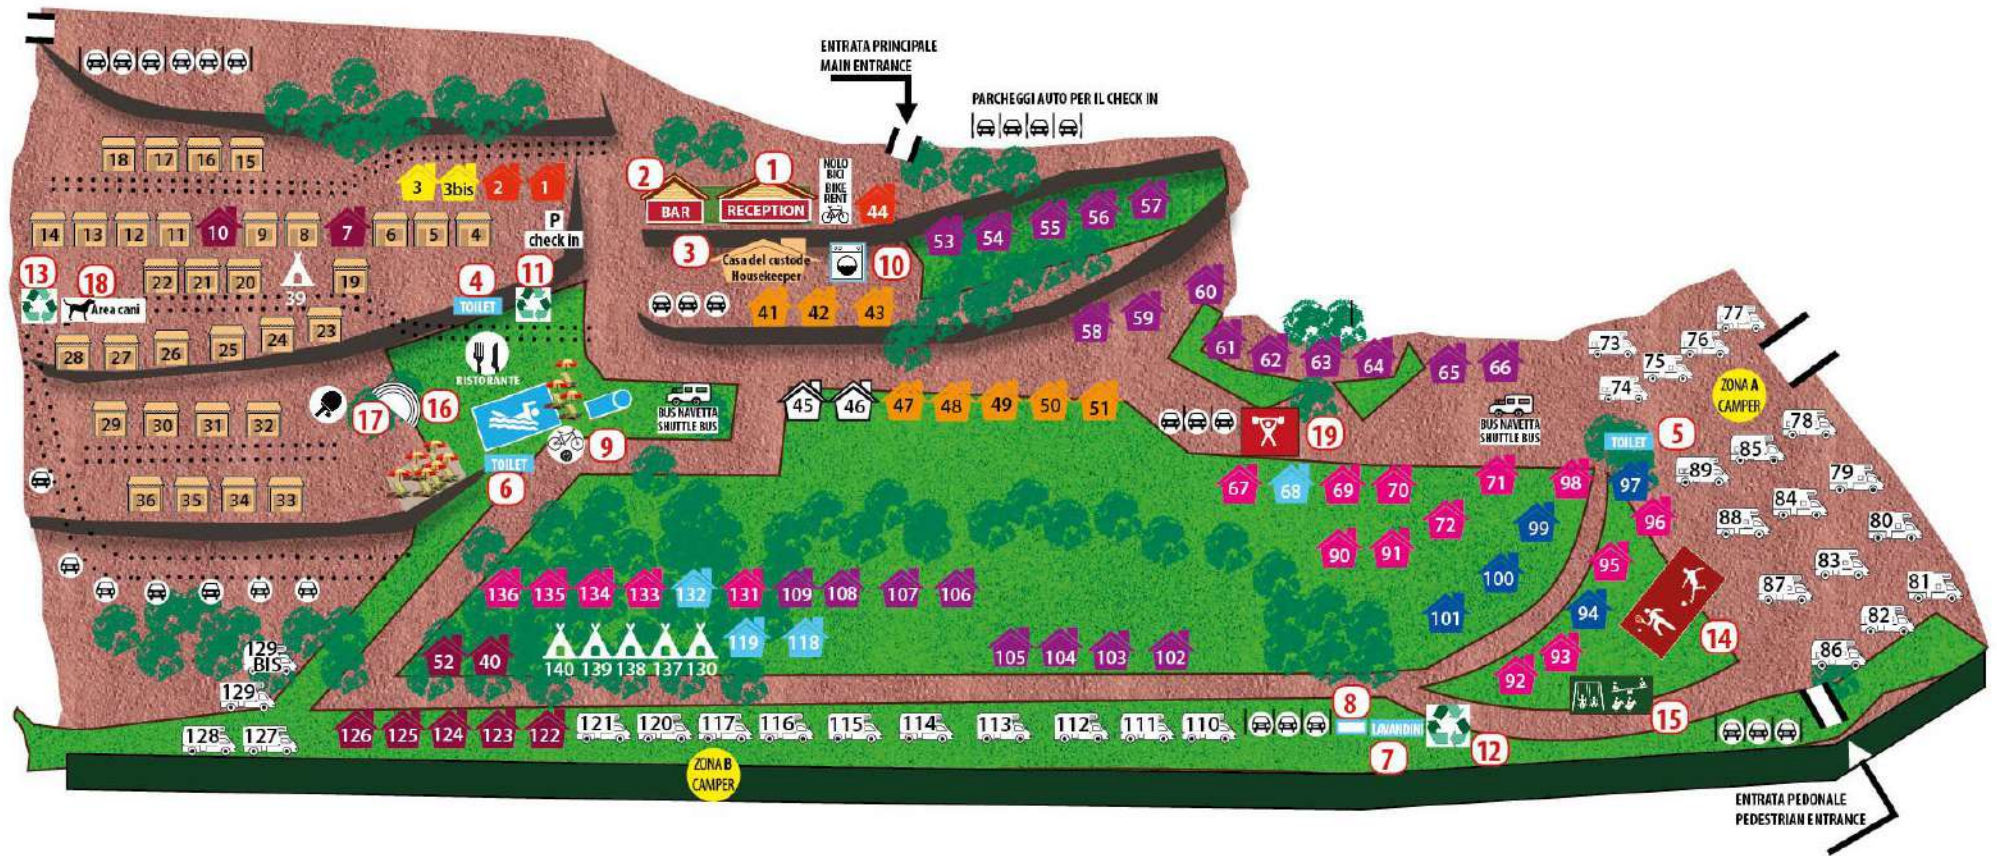 ENTRATA PRINCIPALE
MAIN ENTRANCE
PARCHEGGI AUTO PER IL CHECK IN
18 17 16 15
3 3bis 2 1
2
BAR
1
RECEPTION
NOLO
BICI
BIKE
RENT
44
53 54 55 56 57
14 13 12 11 10 9 8 7 6 5 4
P
check in
3
Casa del custode
Housekeeper
10
13
18
Area cani
22 21 20
39
19
4
TOILET
11
41 42 43
58 59 60
28 27 26 25 24 23
61 62 63 64 65 66
73 74 75 76 77
RISTORANTE
ZONA A
CAMPER
29 30 31 32
17
16
BUS NAVETTA
SHUTTLE BUS
45 46 47 48 49 50 51
19
BUS NAVETTA
SHUTTLE BUS
TOILET
5
9
TOILET
6
36 35 34 33
67 68 69 70 71 98 97
78
85
89
79
84
88
80
72 99 96
90 91
100 95
83
87
81
101 94
82
86
14
136 135 134 133 132 131 109 108 107 106
119 118
52 40
140 139 138 137 130
105 104 103 102
93
92
15
129
BIS
129
128 127
126 125 124 123 122 121 120 117 116 115 114 113 112 111 110
8
LAVANDINI
7
12
ZONA B
CAMPER
ENTRATA PEDONALE
PEDESTRIAN ENTRANCE